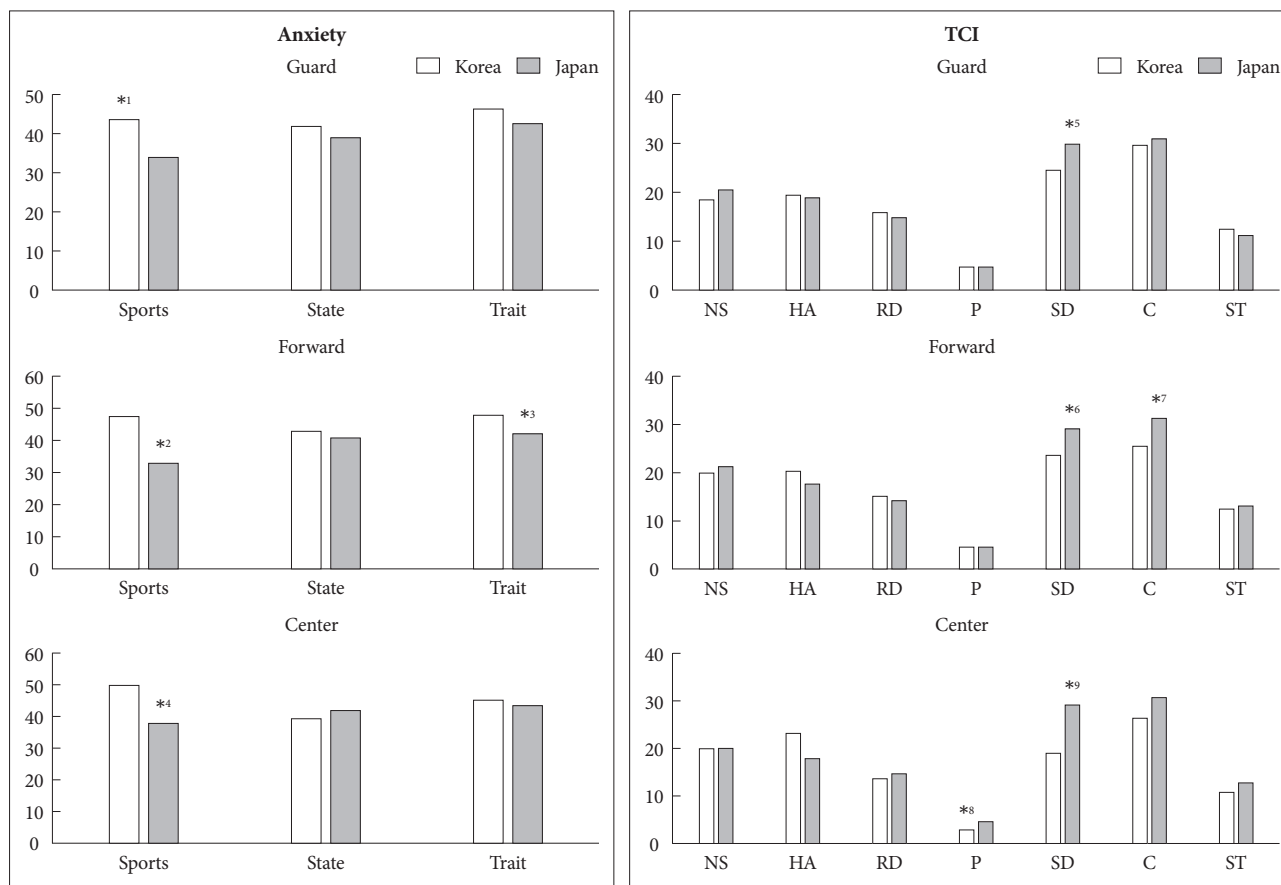 Anxiety
Guard
Korea Japan
50
40
30
20
10
0
*1
Sports State Trait
Forward
60
50
40
30
20
10
0
*2
*3
Sports State Trait
Center
60
50
40
30
20
10
0
*4
Sports State Trait
TCI
Guard
Korea Japan
40
30
20
10
0
*5
NS HA RD P SD C ST
Forward
40
30
20
10
0
*6
*7
NS HA RD P SD C ST
Center
40
30
20
10
0
*8
*9
NS HA RD P SD C ST